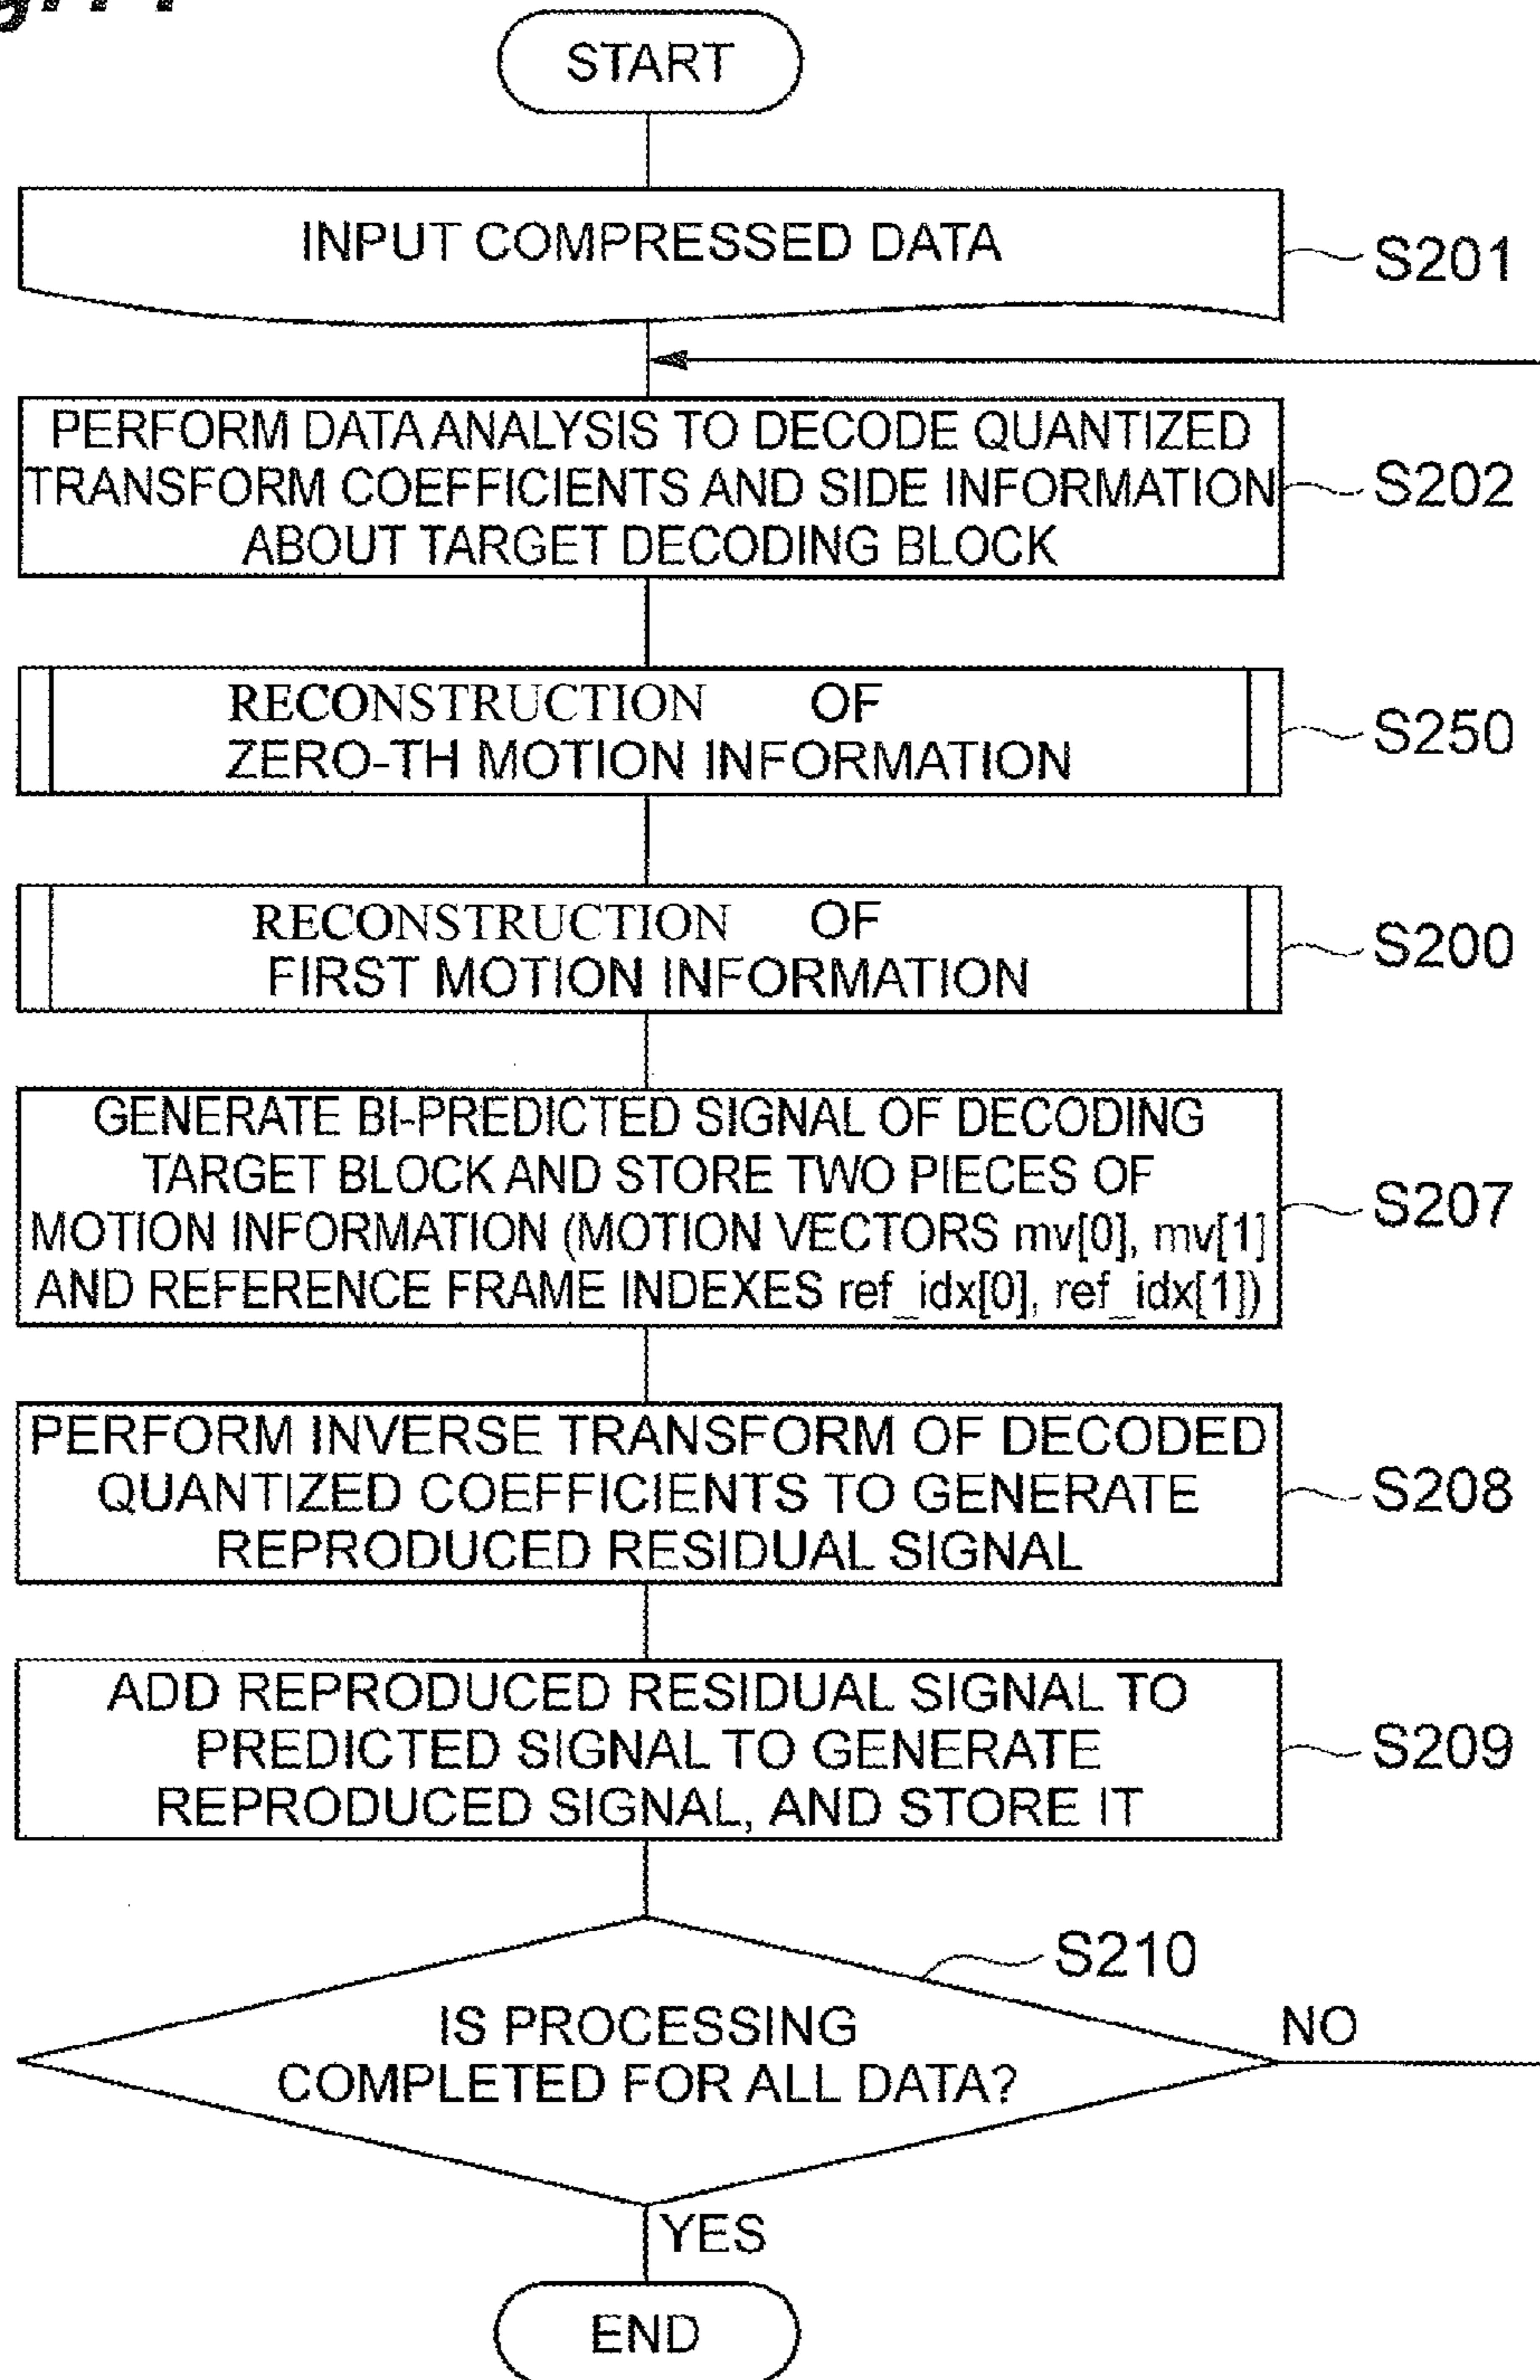 START
INPUT COMPRESSED DATA
S201
PERFORM DATA ANALYSIS TO DECODE QUANTIZED
TRANSFORM COEFFICIENTS AND SIDE INFORMATION
ABOUT TARGET DECODING BLOCK
S202
RECONSTRUCTION OF
ZERO-TH MOTION INFORMATION
S250
RECONSTRUCTION OF
FIRST MOTION INFORMATION
S200
GENERATE BI-PREDICTED SIGNAL OF DECODING
TARGET BLOCK AND STORE TWO PIECES OF
MOTION INFORMATION (MOTION VECTORS mv[0], mv[1]
AND REFERENCE FRAME INDEXES ref_idx[0], ref_idx[1])
S207
PERFORM INVERSE TRANSFORM OF DECODED
QUANTIZED COEFFICIENTS TO GENERATE
REPRODUCED RESIDUAL SIGNAL
S208
ADD REPRODUCED RESIDUAL SIGNAL TO
PREDICTED SIGNAL TO GENERATE
REPRODUCED SIGNAL, AND STORE IT
S209
S210
IS PROCESSING
COMPLETED FOR ALL DATA?
NO
YES
END